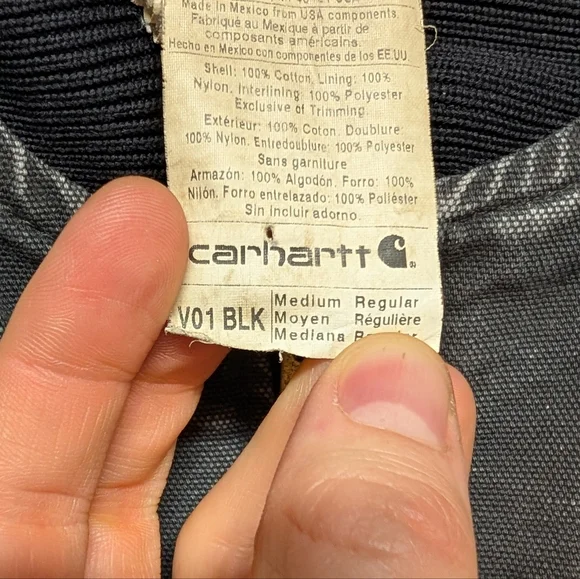 Made in Mexico from USA components.
Fabriqué au Mexique à partir de
composants américains.
Hecho en Mexico con componentes de los EE.UU.
Shell: 100% Cotton, Lining: 100%
Nylon, Interlining: 100% Polyester
Exclusive of Trimming
Extérieur: 100% Coton. Doublure:
100% Nylon. Entredoublure: 100% Polyester
Sans garniture
Armazón: 100% Algodón. Forro: 100%
Nilón. Forro entrelazado: 100% Poliéster
Sin incluir adorno.
carhartt
V01 BLK
Medium Regular
Moyen Régulière
Mediana